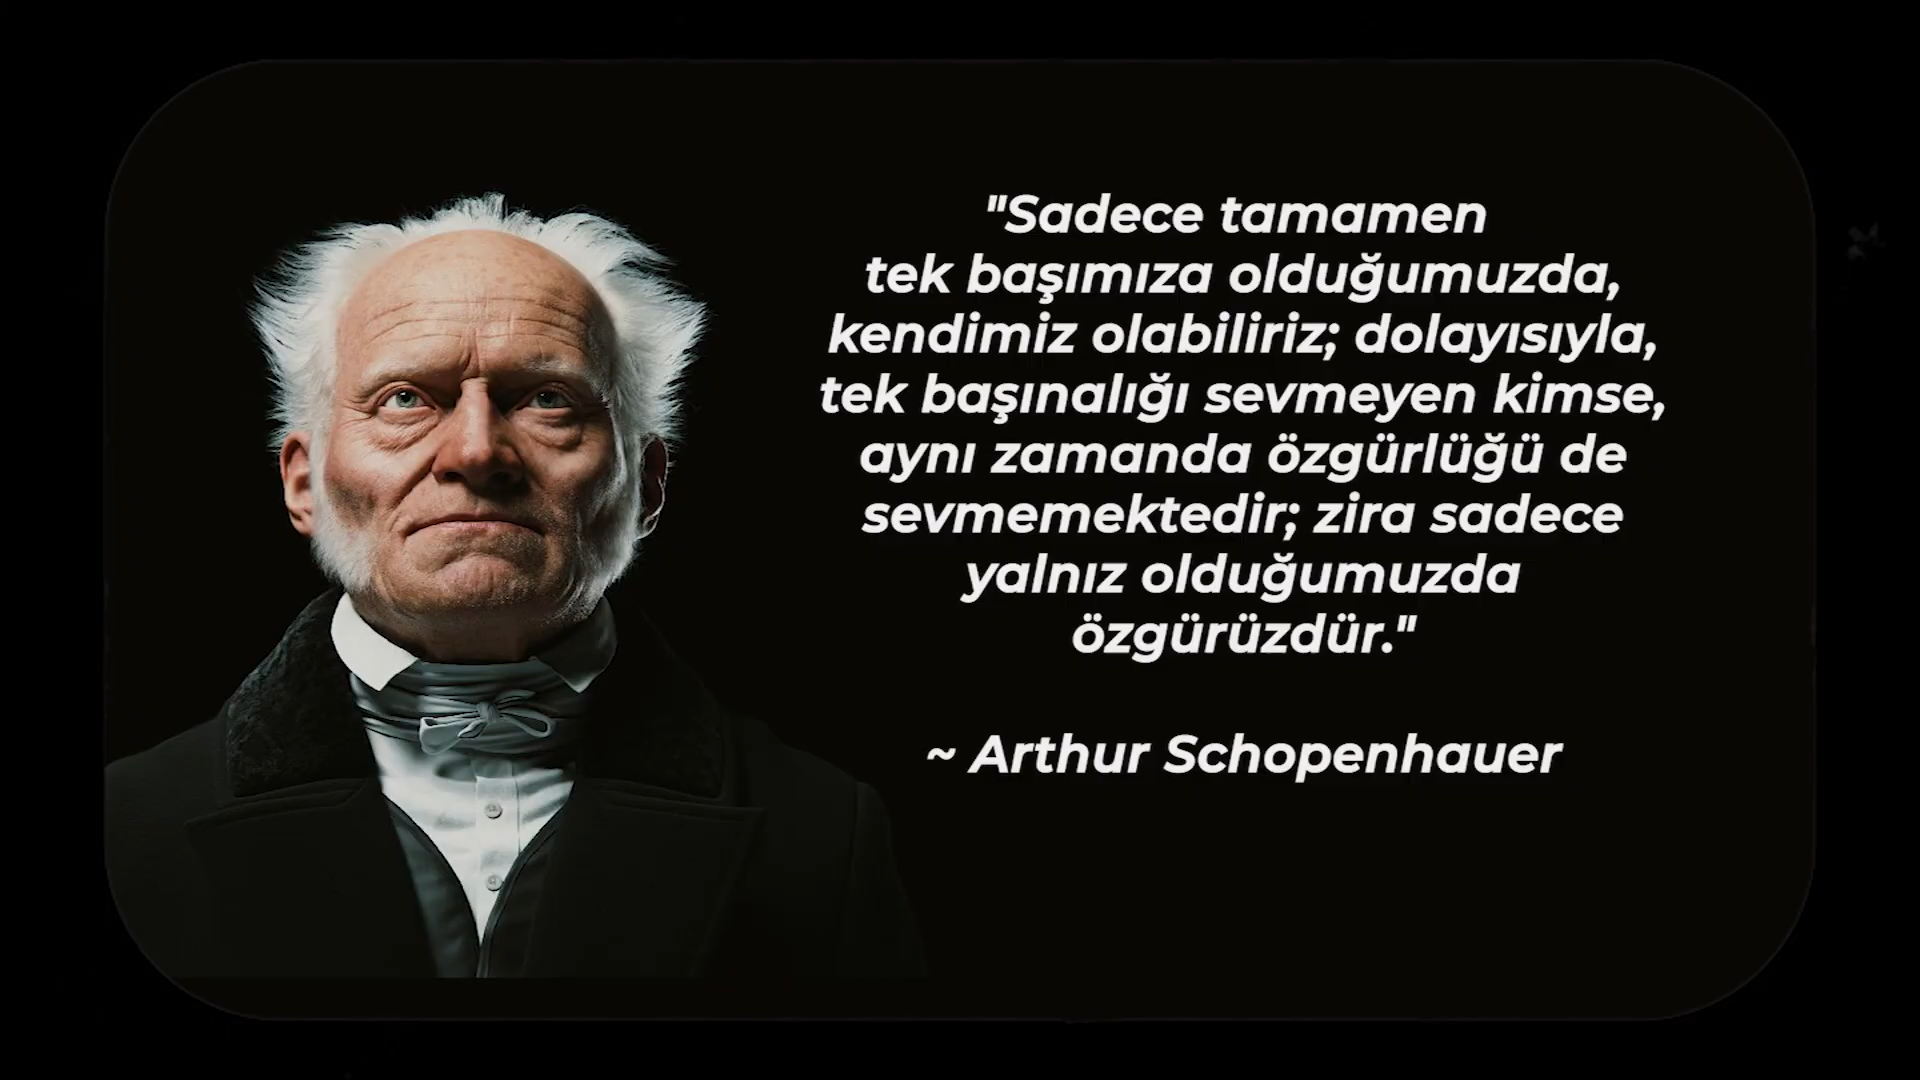 "Sadece tamamen
tek başımıza olduğumuzda,
kendimiz olabiliriz; dolayısıyla,
tek başınalığı sevmeyen kimse,
aynı zamanda özgürlüğü de
sevmemektedir; zira sadece
yalnız olduğumuzda
özgürüzdür."
~ Arthur Schopenhauer